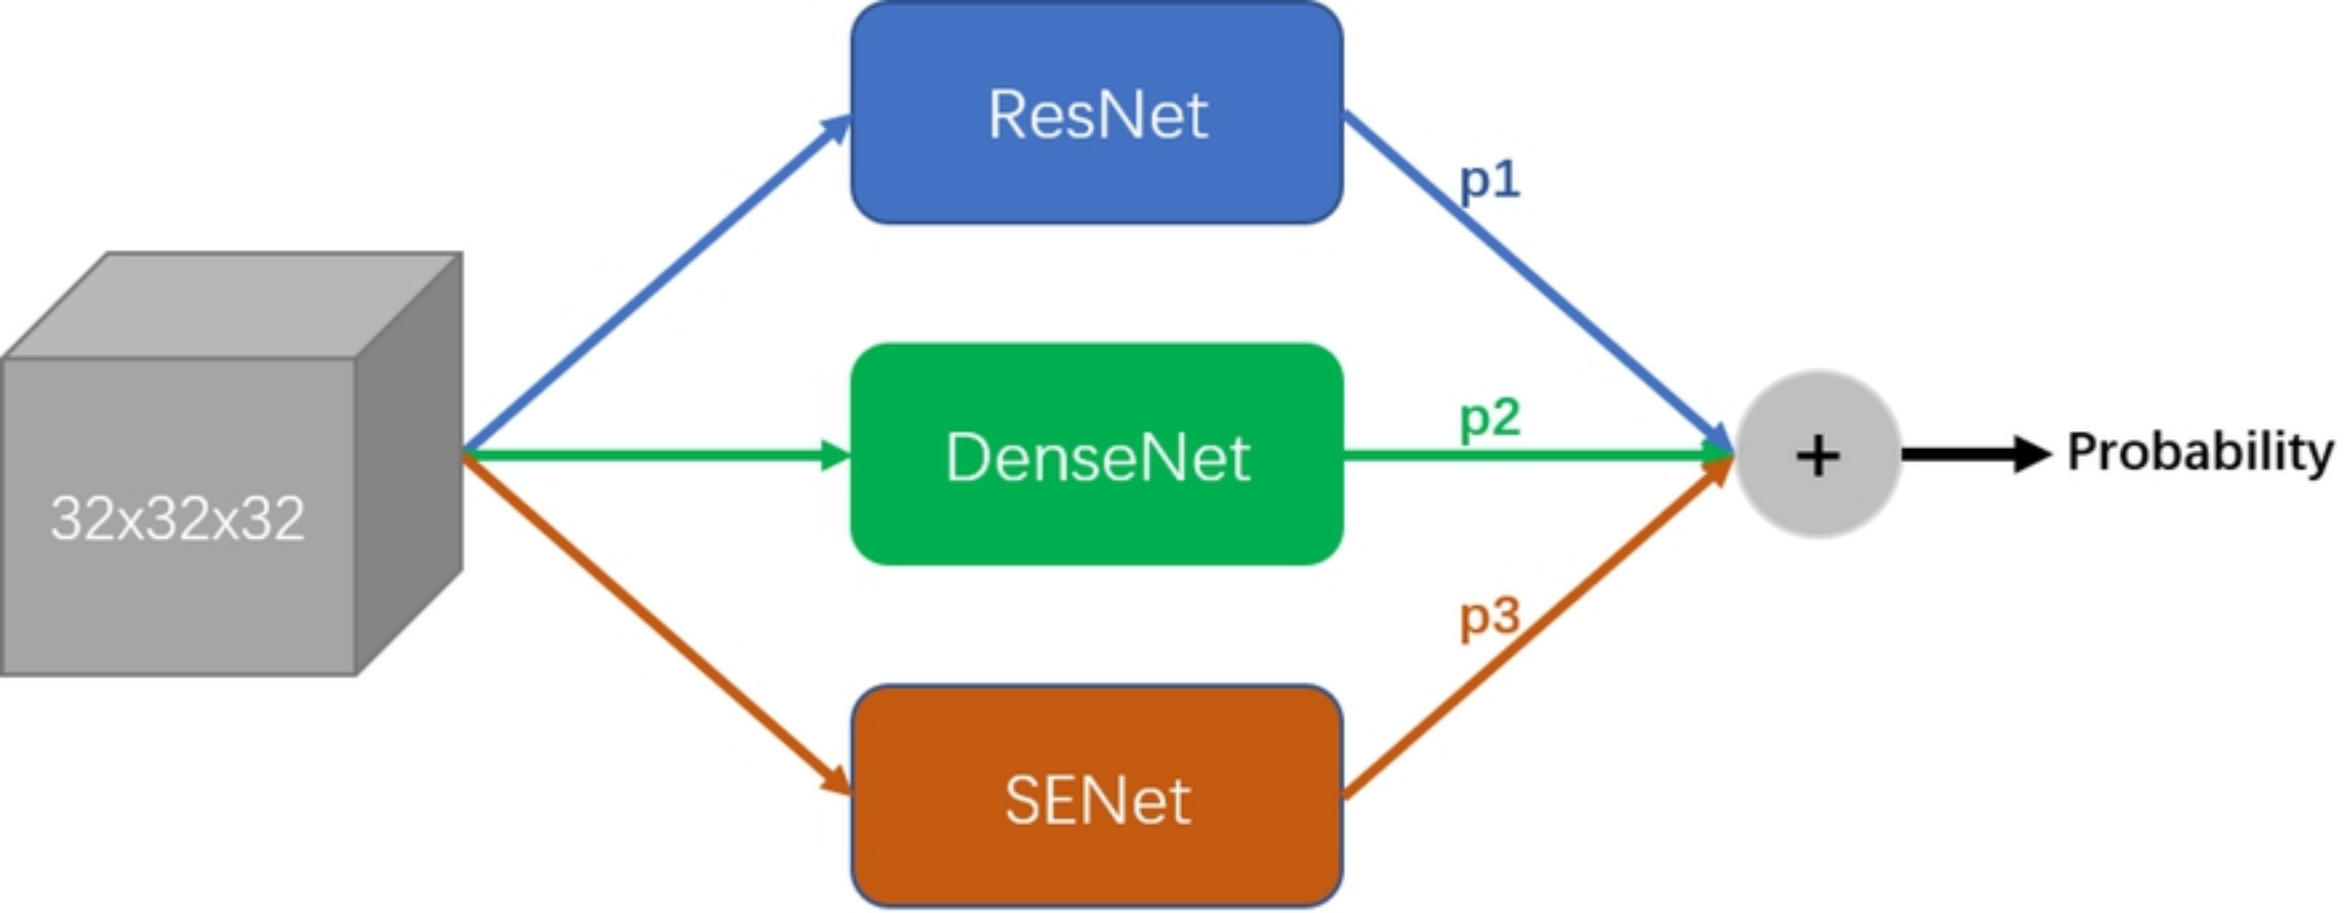 ResNet
p1
32x32x32
DenseNet
p2
+
Probability
p3
SENet